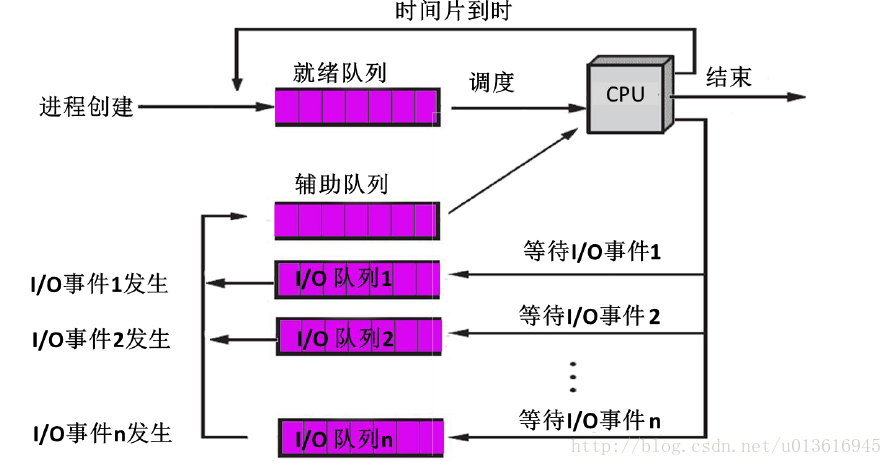 时间片到时
就绪队列
调度
CPU
结束
进程创建
辅助队列
等待I/O事件1
I/O事件1发生
I/O 队列1
等待I/O事件2
I/O事件2发生
I/O 队列2
等待I/O事件n
I/O事件n发生
I/O 队列n
http://blog.csdn.net/u013616945